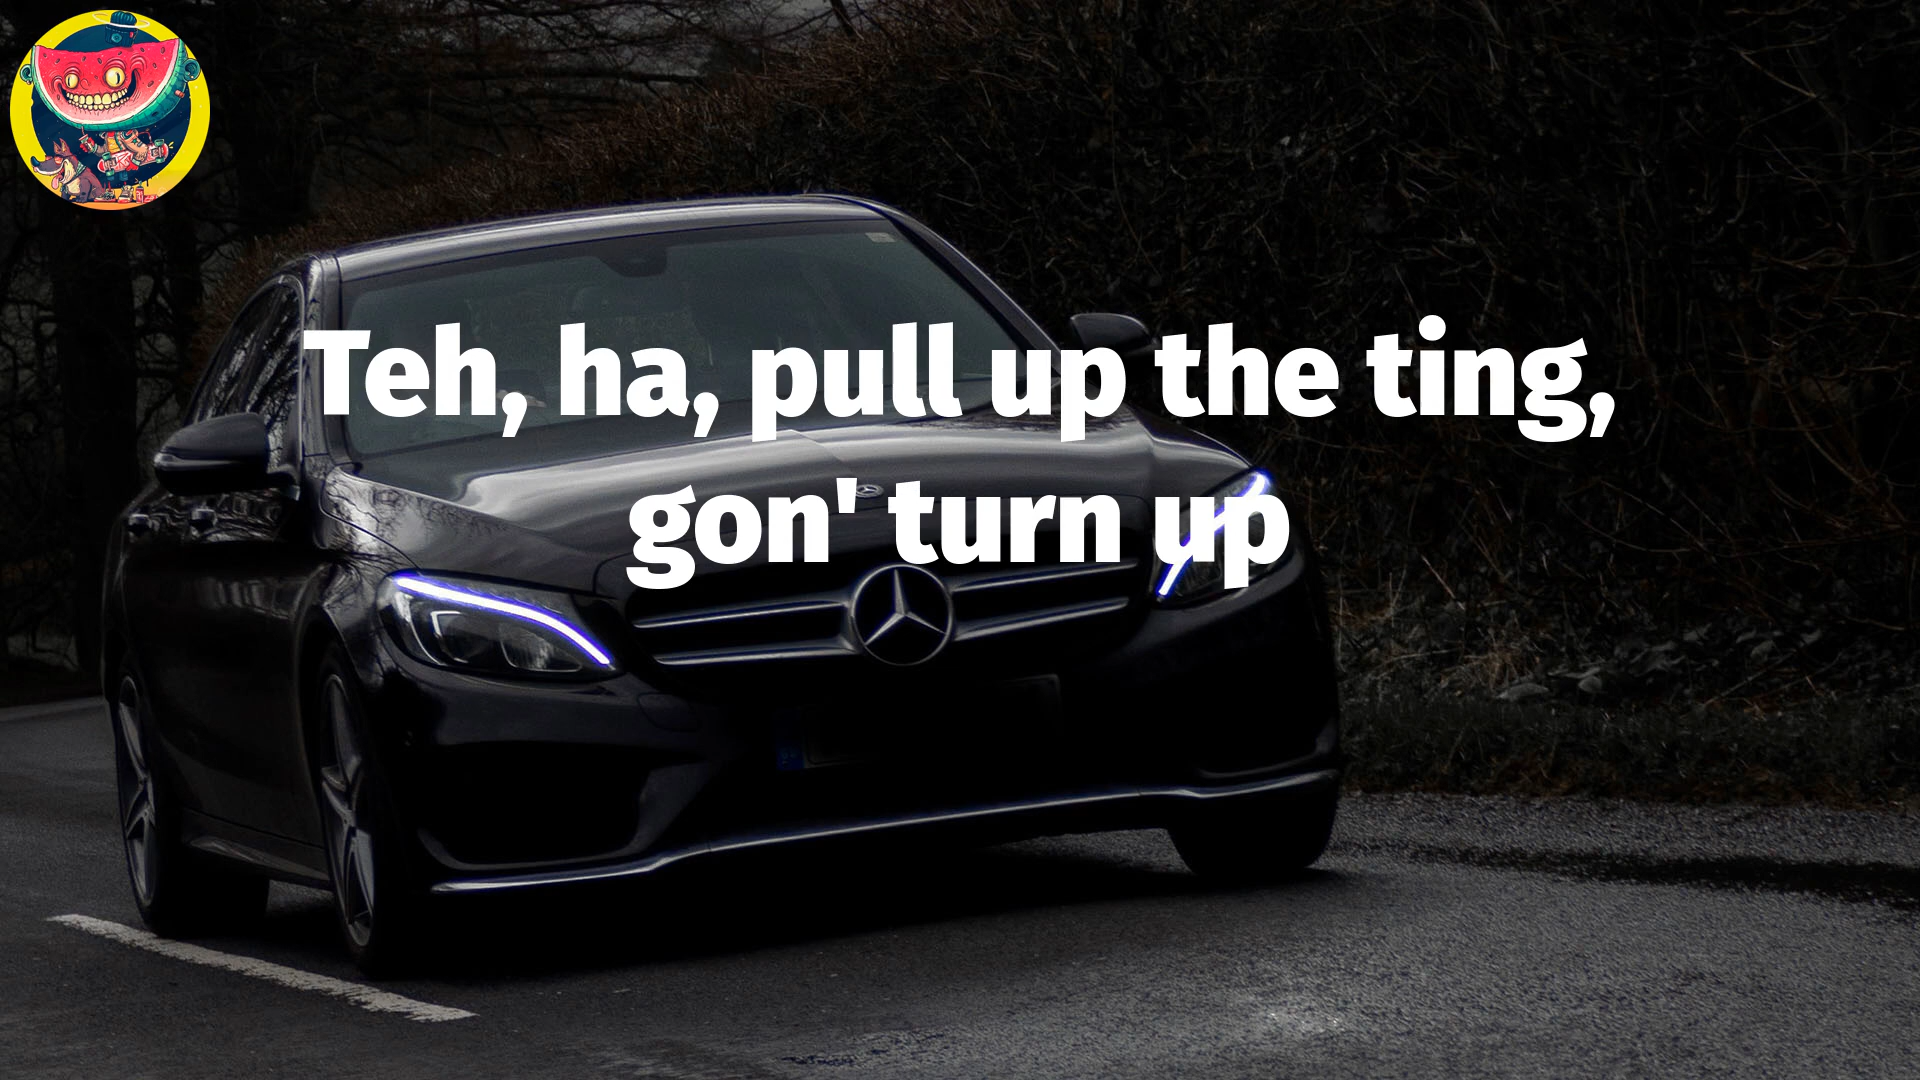 Teh, ha, pull up the ting,
gon' turn up